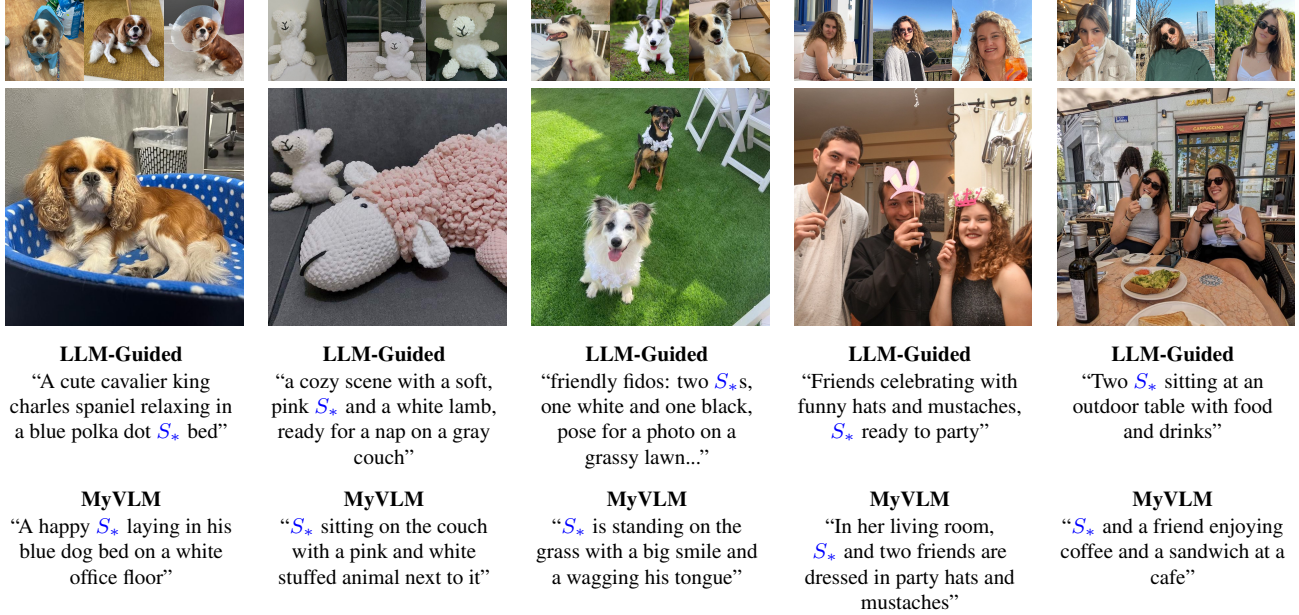 CAPPUCCINO
LLM-Guided
“A cute cavalier king
charles spaniel relaxing in
a blue polka dot S* bed”
MyVLM
“A happy S* laying in his
blue dog bed on a white
office floor”
LLM-Guided
“a cozy scene with a soft,
pink S* and a white lamb,
ready for a nap on a gray
couch”
MyVLM
“S* sitting on the couch
with a pink and white
stuffed animal next to it”
LLM-Guided
“friendly fidos: two S*s,
one white and one black,
pose for a photo on a
grassy lawn...”
MyVLM
“S* is standing on the
grass with a big smile and
a wagging his tongue”
LLM-Guided
“Friends celebrating with
funny hats and mustaches,
S* ready to party”
MyVLM
“In her living room,
S* and two friends are
dressed in party hats and
mustaches”
LLM-Guided
“Two S* sitting at an
outdoor table with food
and drinks”
MyVLM
“S* and a friend enjoying
coffee and a sandwich at a
cafe”